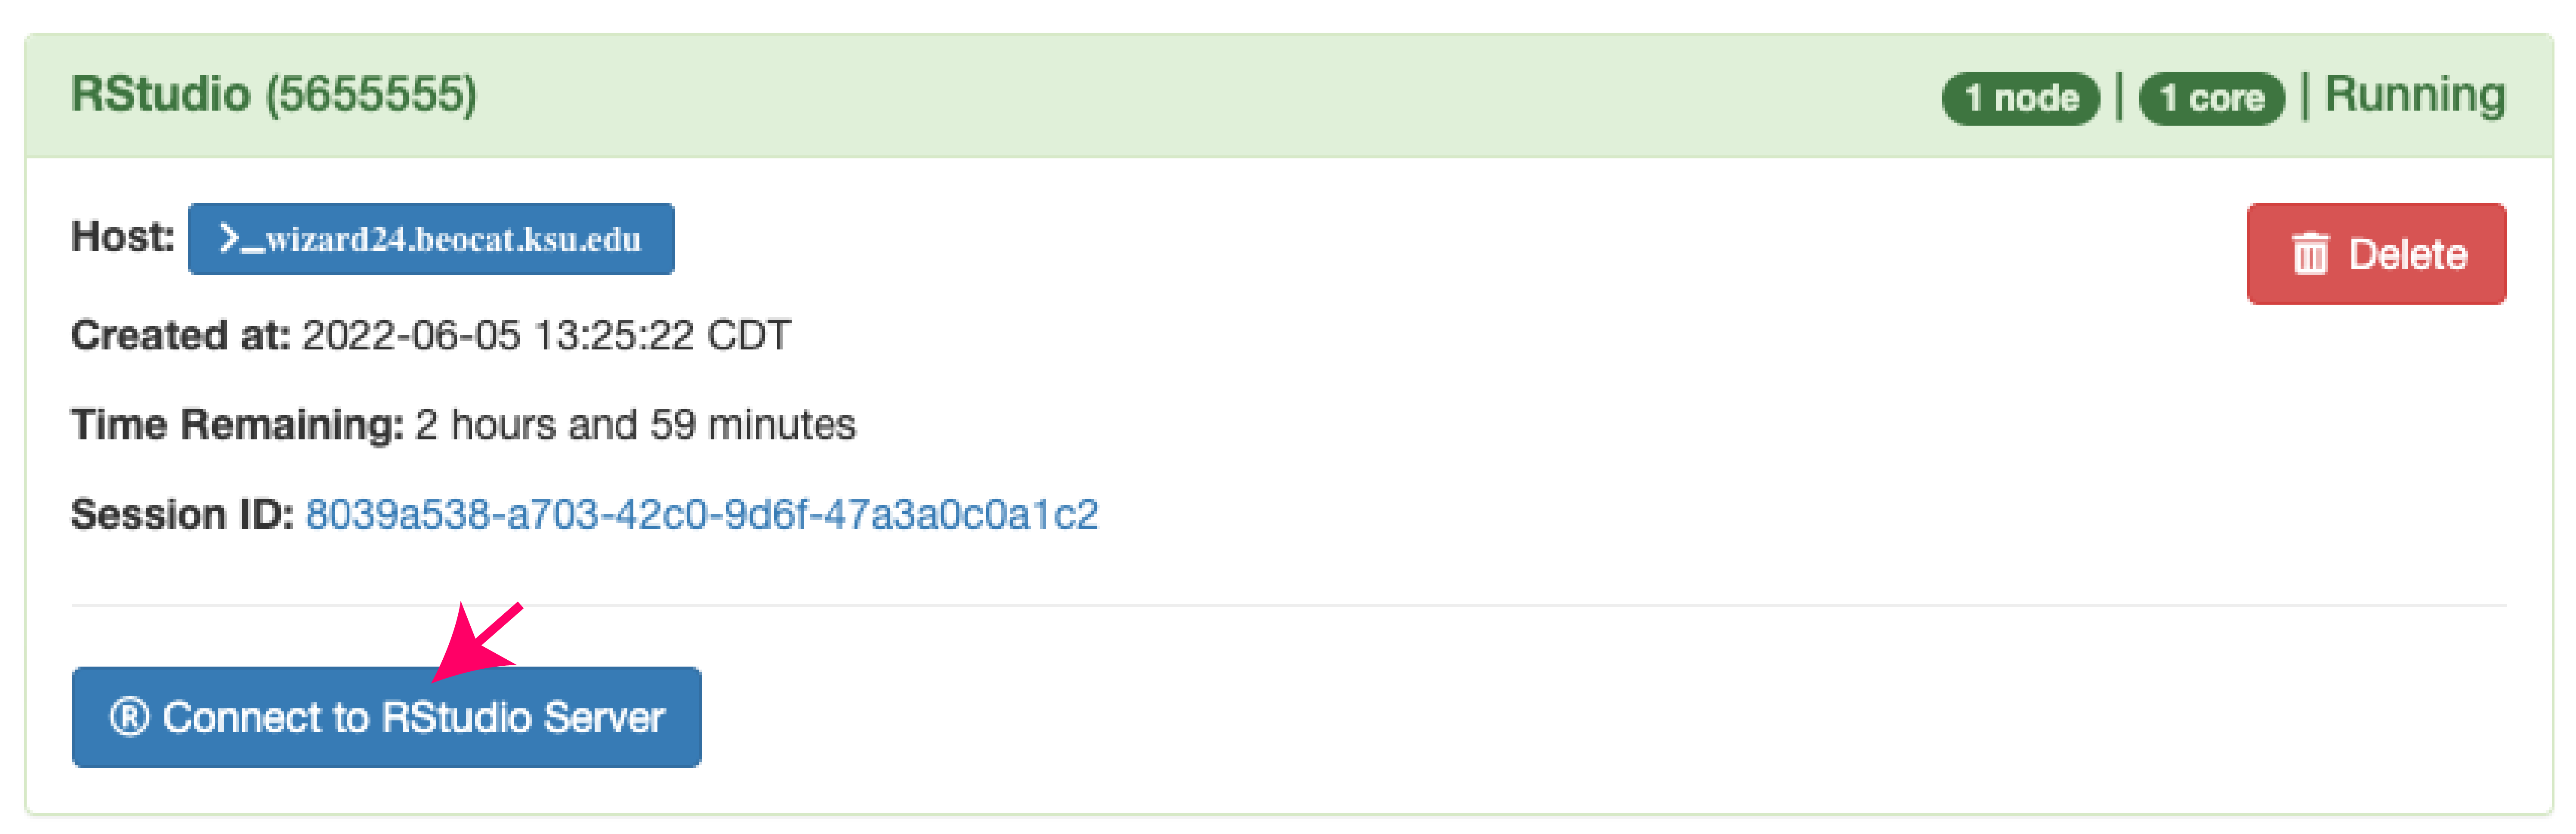 RStudio (5655555)
1 node | 1 core | Running
Host: >_wizard24.beocat.ksu.edu
Delete
Created at: 2022-06-05 13:25:22 CDT
Time Remaining: 2 hours and 59 minutes
Session ID: 8039a538-a703-42c0-9d6f-47a3a0c0a1c2
® Connect to RStudio Server